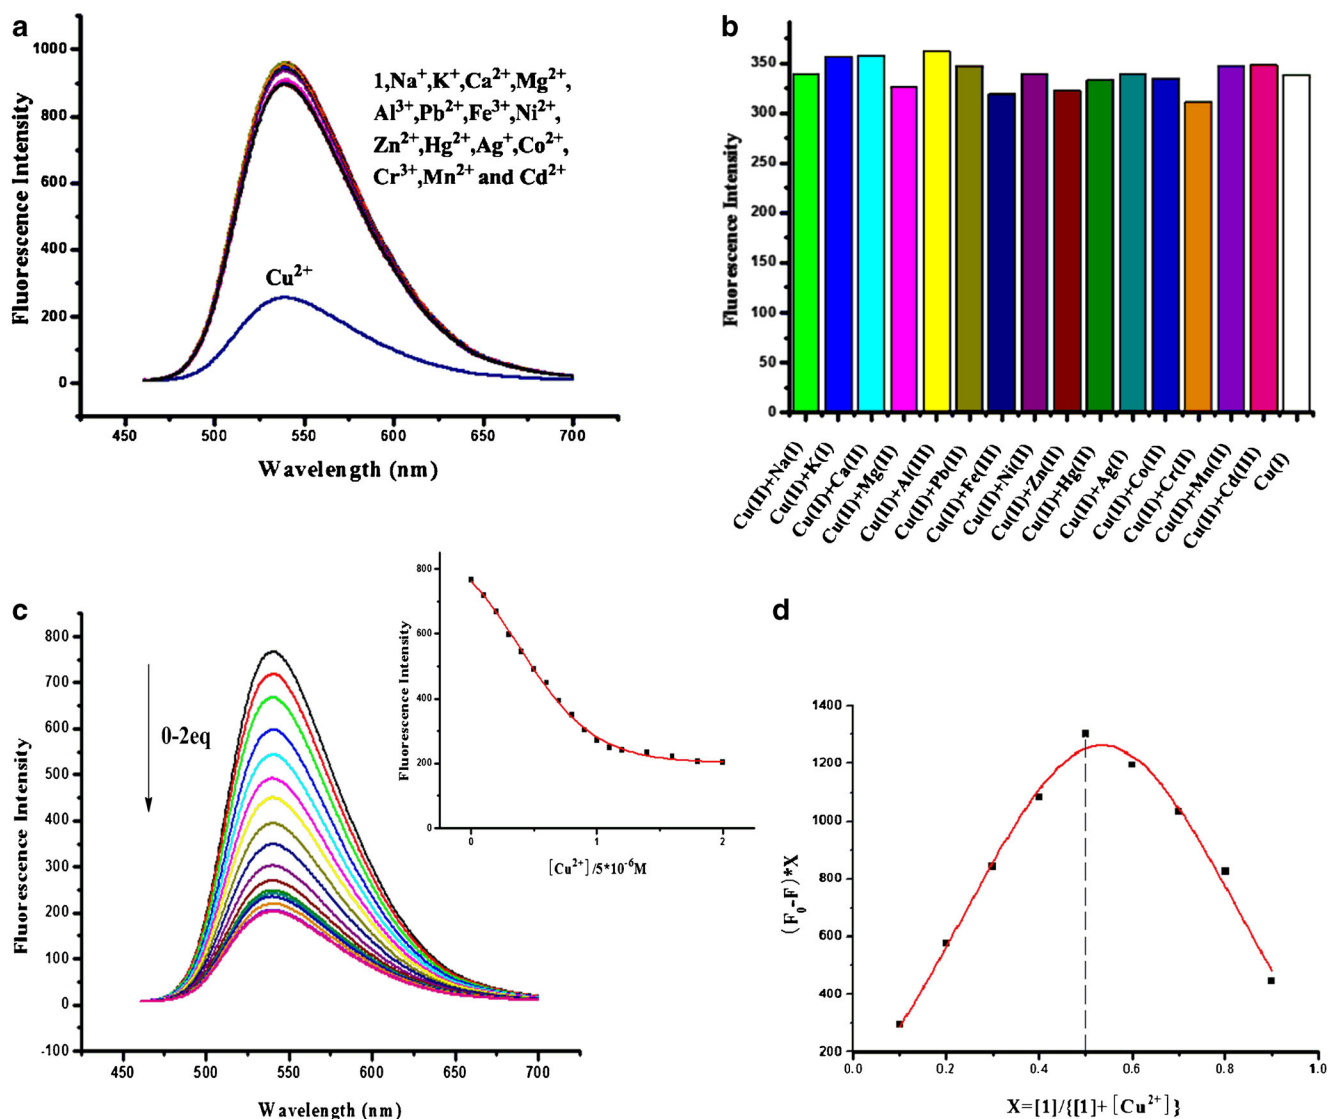 a
Fluorescence Intensity
1000
800
600
400
200
0
1,Na⁺,K⁺,Ca²⁺,Mg²⁺,
Al³⁺,Pb²⁺,Fe³⁺,Ni²⁺,
Zn²⁺,Hg²⁺,Ag⁺,Co²⁺,
Cr³⁺,Mn²⁺ and Cd²⁺
Cu²⁺
450 500 550 600 650 700
Wavelength (nm)
b
Fluorescence Intensity
350
300
250
200
150
100
50
0
Cu(II)+Na(I)
Cu(II)+K(I)
Cu(II)+Ca(II)
Cu(II)+Mg(II)
Cu(II)+Al(III)
Cu(II)+Pb(II)
Cu(II)+Fe(III)
Cu(II)+Ni(II)
Cu(II)+Zn(II)
Cu(II)+Hg(II)
Cu(II)+Ag(I)
Cu(II)+Co(II)
Cu(II)+Cr(II)
Cu(II)+Mn(II)
Cu(II)+Cd(III)
Cu(I)
c
Fluorescence Intensity
800
700
600
500
400
300
200
100
0
-100
0-2eq
450 500 550 600 650 700
Wavelength (nm)
Fluorescence Intensity
800
600
400
200
0
0 1 2
[Cu²⁺]/5*10⁻⁶M
d
(F₀-F)*X
1400
1200
1000
800
600
400
200
0.0 0.2 0.4 0.6 0.8 1.0
X=[1]/{[1]+[Cu²⁺]}